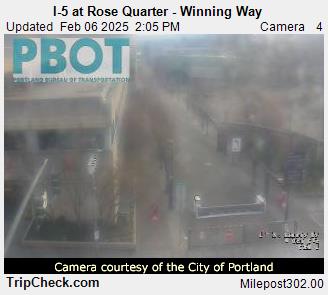 I-5 at Rose Quarter - Winning Way
Updated Feb 06 2025 2:05 PM Camera 4
PBOT
PORTLAND BUREAU OF TRANSPORTATION
Camera courtesy of the City of Portland
TripCheck.com Milepost302.00